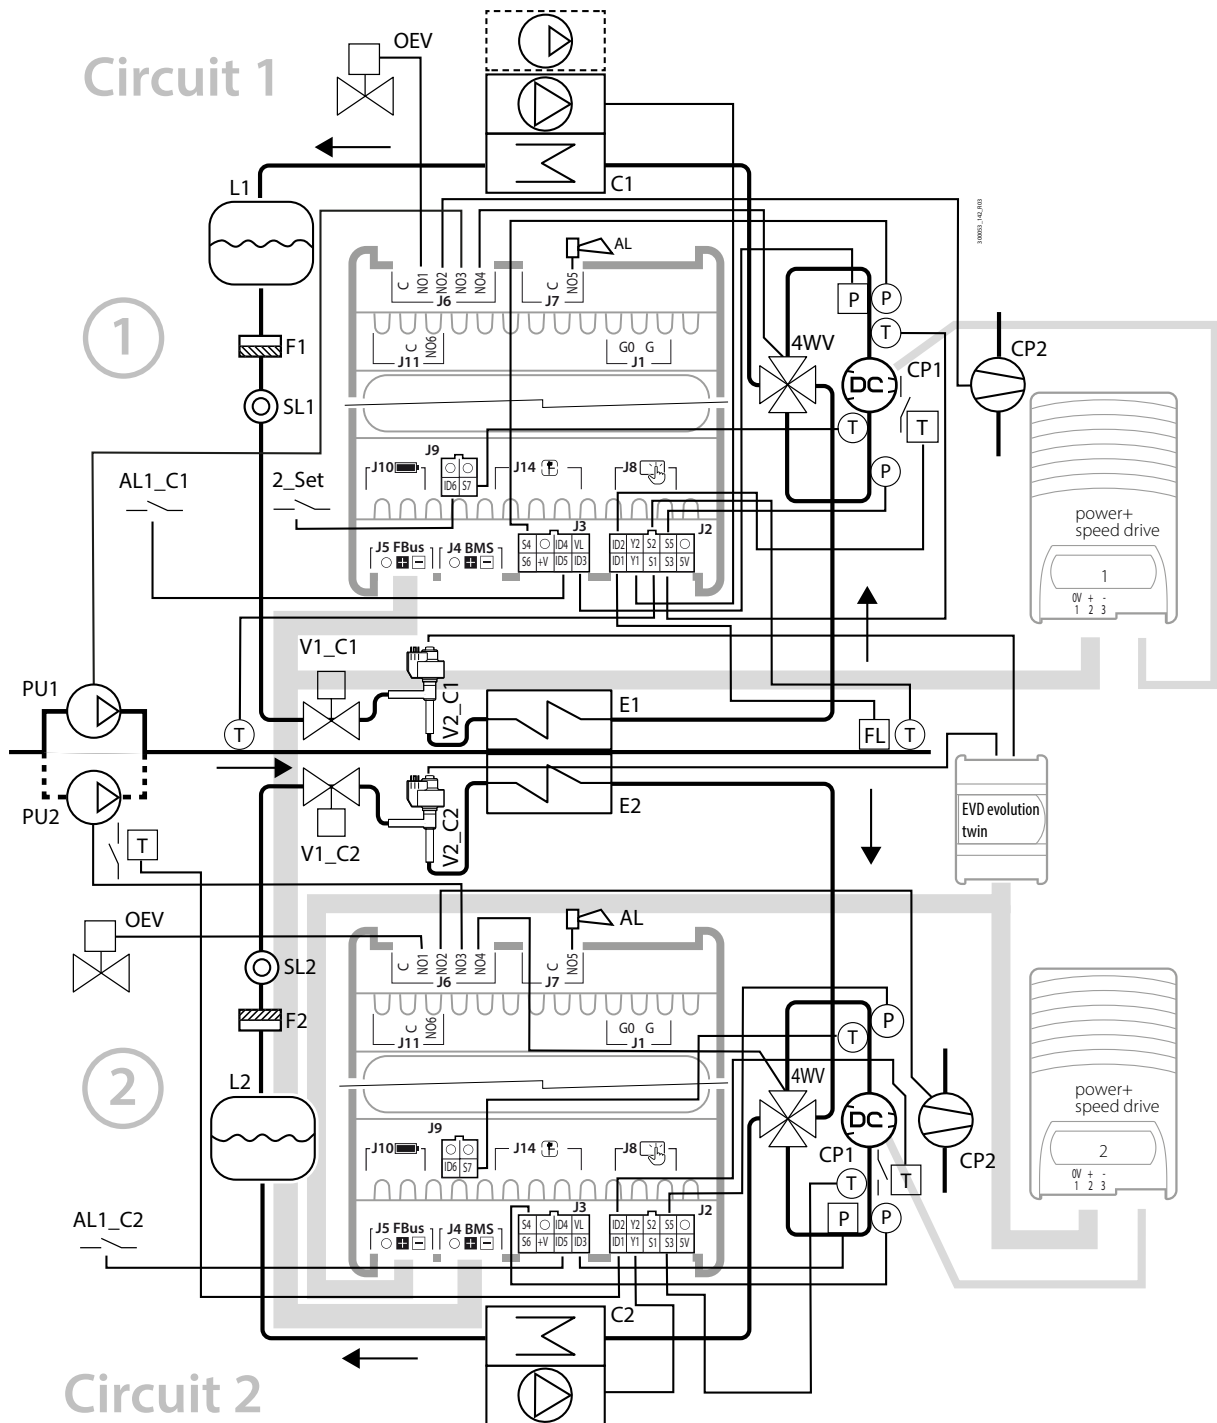 OEV
Circuit 1
C1
L1
AL
300053_142_R03
C NO1 NO2 NO3 NO4
J6
C NO5
J7
P P
T
1
F1
C NO6
J11
G0 G
J1
4WV
CP2
DC
CP1
SL1
T
T
J9
J10
J14
J8
P
AL1_C1
2_Set
ID6 S7
power+
speed drive
J3
J2
S4 ID4 VL
ID2 Y2 S2 S5
J5 FBus
J4 BMS
S6 +V ID5 ID3
ID1 Y1 S1 S3 5V
1
0V + -
1 2 3
V1_C1
V2_C1
PU1
E1
T
FL T
PU2
E2
V1_C2
V2_C2
EVD evolution
twin
T
OEV
AL
SL2
C NO1 NO2 NO3 NO4
J6
C NO5
J7
F2
C NO6
J11
G0 G
J1
P
T
2
L2
4WV
DC
power+
speed drive
J9
J10
J14
J8
CP1
CP2
ID6 S7
2
T
T
0V + -
1 2 3
AL1_C2
J3
J2
P P
S4 ID4 VL
ID2 Y2 S2 S5
J5 FBus
J4 BMS
S6 +V ID5 ID3
ID1 Y1 S1 S3 5V
C2
Circuit 2